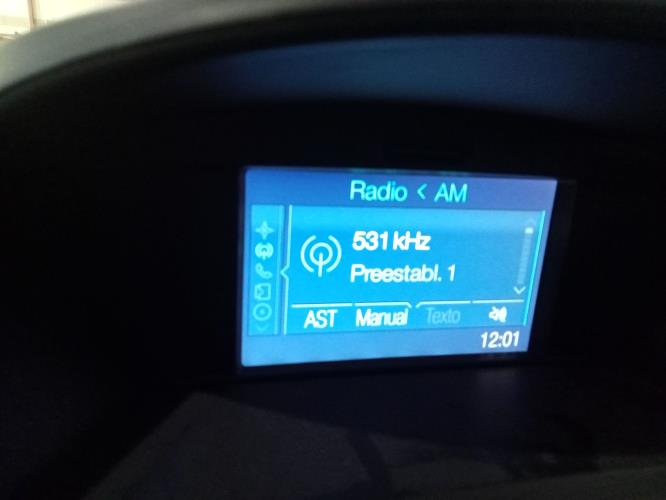 Radio < AM
531 kHz
Preestabl. 1
AST Manual Texto
12:01